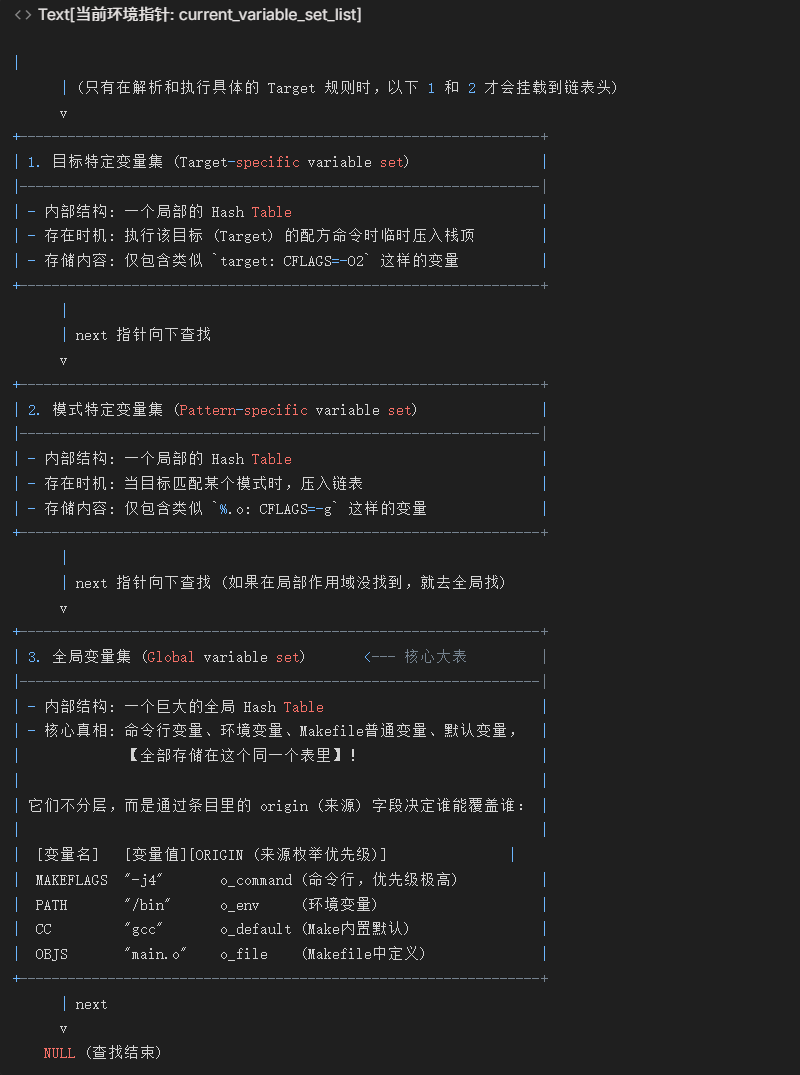 <> Text[当前环境指针: current_variable_set_list]
|
| (只有在解析和执行具体的 Target 规则时，以下 1 和 2 才会挂载到链表头)
v
+-----------------------------------------------------------------+
| 1. 目标特定变量集 (Target-specific variable set) |
|-----------------------------------------------------------------|
| - 内部结构: 一个局部的 Hash Table |
| - 存在时机: 执行该目标 (Target) 的配方命令时临时压入栈顶 |
| - 存储内容: 仅包含类似 `target: CFLAGS=-O2` 这样的变量 |
+-----------------------------------------------------------------+
|
| next 指针向下查找
v
+-----------------------------------------------------------------+
| 2. 模式特定变量集 (Pattern-specific variable set) |
|-----------------------------------------------------------------|
| - 内部结构: 一个局部的 Hash Table |
| - 存在时机: 当目标匹配某个模式时，压入链表 |
| - 存储内容: 仅包含类似 `%.o: CFLAGS=-g` 这样的变量 |
+-----------------------------------------------------------------+
|
| next 指针向下查找 (如果在局部作用域没找到，就去全局找)
v
+-----------------------------------------------------------------+
| 3. 全局变量集 (Global variable set) <--- 核心大表 |
|-----------------------------------------------------------------|
| - 内部结构: 一个巨大的全局 Hash Table |
| - 核心真相: 命令行变量、环境变量、Makefile普通变量、默认变量， |
| 【全部存储在这个同一个表里】! |
| |
| 它们不分层，而是通过条目里的 origin (来源) 字段决定谁能覆盖谁: |
| |
| [变量名] [变量值][ORIGIN (来源枚举优先级)] |
| MAKEFLAGS "-j4" o_command (命令行，优先级极高) |
| PATH "/bin" o_env (环境变量) |
| CC "gcc" o_default (Make内置默认) |
| OBJS "main.o" o_file (Makefile中定义) |
+-----------------------------------------------------------------+
| next
v
NULL (查找结束)